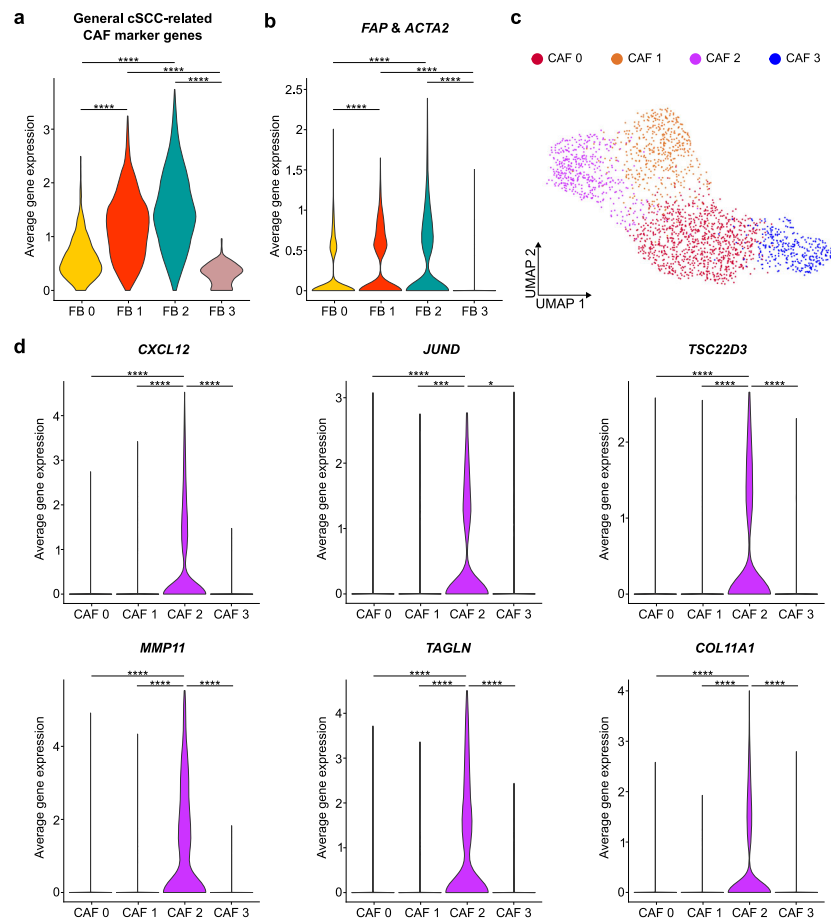 a
General cSCC-related
CAF marker genes
****
****
****
****
Average gene expression
3
2
1
0
FB 0 FB 1 FB 2 FB 3
b
FAP & ACTA2
****
****
****
****
Average gene expression
2.5
2
1.5
1
0.5
0
FB 0 FB 1 FB 2 FB 3
c
CAF 0 CAF 1 CAF 2 CAF 3
UMAP 2
UMAP 1
d
CXCL12
****
**** ****
Average gene expression
4
3
2
1
0
CAF 0 CAF 1 CAF 2 CAF 3
JUND
****
*** *
Average gene expression
3
2
1
0
CAF 0 CAF 1 CAF 2 CAF 3
TSC22D3
****
**** ****
Average gene expression
2
1
0
CAF 0 CAF 1 CAF 2 CAF 3
MMP11
****
**** ****
Average gene expression
4
2
0
CAF 0 CAF 1 CAF 2 CAF 3
TAGLN
****
**** ****
Average gene expression
4
3
2
1
0
CAF 0 CAF 1 CAF 2 CAF 3
COL11A1
****
**** ****
Average gene expression
4
3
2
1
0
CAF 0 CAF 1 CAF 2 CAF 3